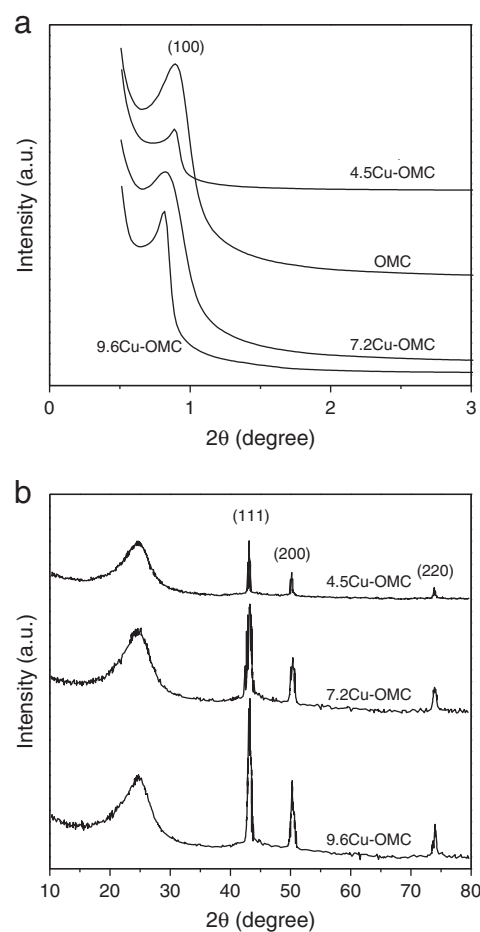 a
(100)
4.5Cu-OMC
OMC
9.6Cu-OMC
7.2Cu-OMC
Intensity (a.u.)
0 1 2 3
2θ (degree)
b
(111)
(200)
(220)
4.5Cu-OMC
7.2Cu-OMC
9.6Cu-OMC
Intensity (a.u.)
10 20 30 40 50 60 70 80
2θ (degree)